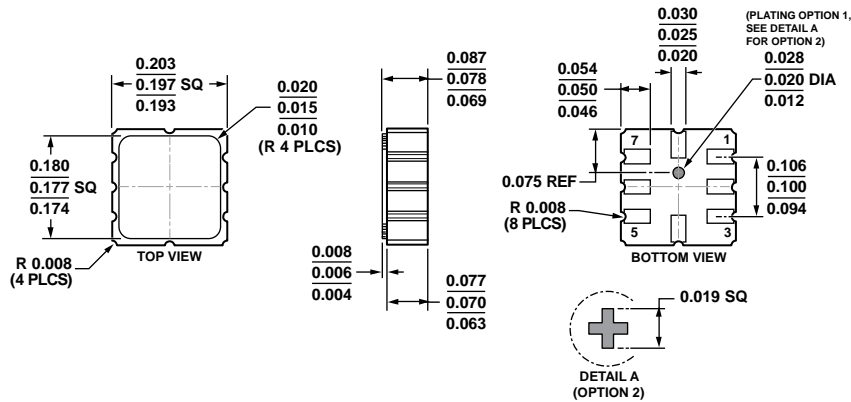 0.203
0.197 SQ
0.193
0.020
0.015
0.010
(R 4 PLCS)
0.180
0.177 SQ
0.174
R 0.008
(4 PLCS)
TOP VIEW
0.087
0.078
0.069
0.008
0.006
0.004
0.077
0.070
0.063
0.030
0.025
0.020
(PLATING OPTION 1,
SEE DETAIL A
FOR OPTION 2)
0.054
0.050
0.046
0.028
0.020 DIA
0.012
7
1
0.075 REF
0.106
0.100
0.094
R 0.008
(8 PLCS)
5
3
BOTTOM VIEW
0.019 SQ
DETAIL A
(OPTION 2)